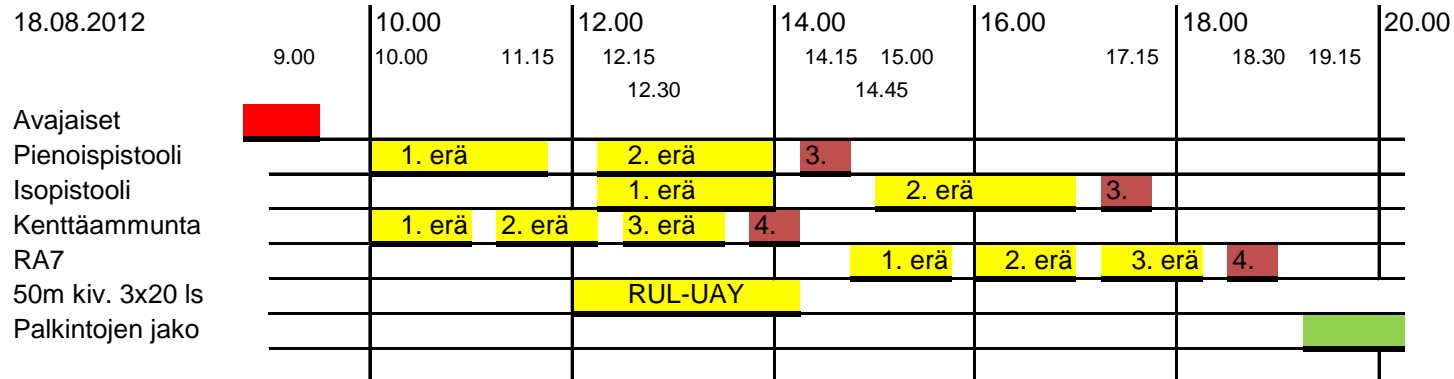 18.08.2012 10.00 12.00 14.00 16.00 18.00 20.00
9.00 10.00 11.15 12.15 14.15 15.00 17.15 18.30 19.15
12.30 14.45
Avajaiset
Pienoispistooli 1. erä 2. erä 3.
Isopistooli 1. erä 2. erä 3.
Kenttäammunta 1. erä 2. erä 3. erä 4.
RA7 1. erä 2. erä 3. erä 4.
50m kiv. 3x20 ls RUL-UAY
Palkintojen jako